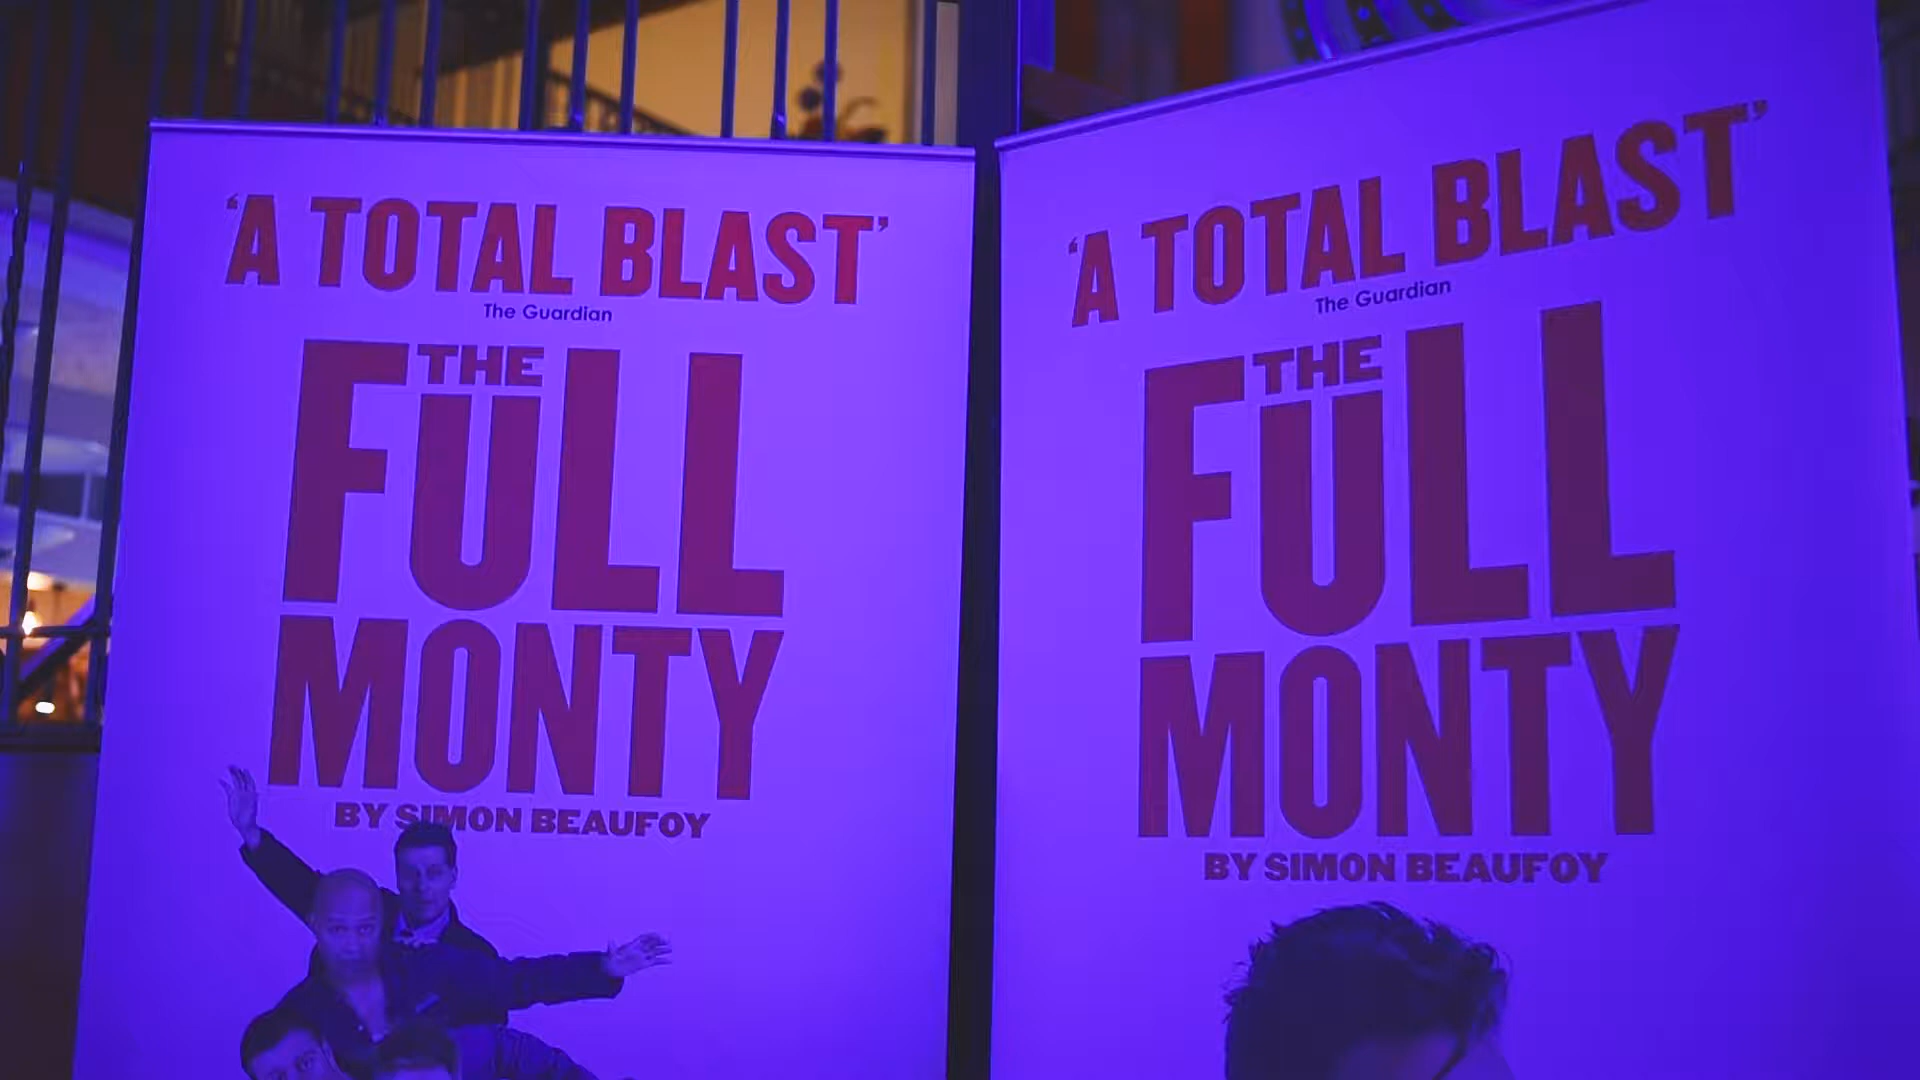 ‘A TOTAL BLAST’
The Guardian
THE
FULL
MONTY
BY SIMON BEAUFOY
‘A TOTAL BLAST’
The Guardian
THE
FULL
MONTY
BY SIMON BEAUFOY